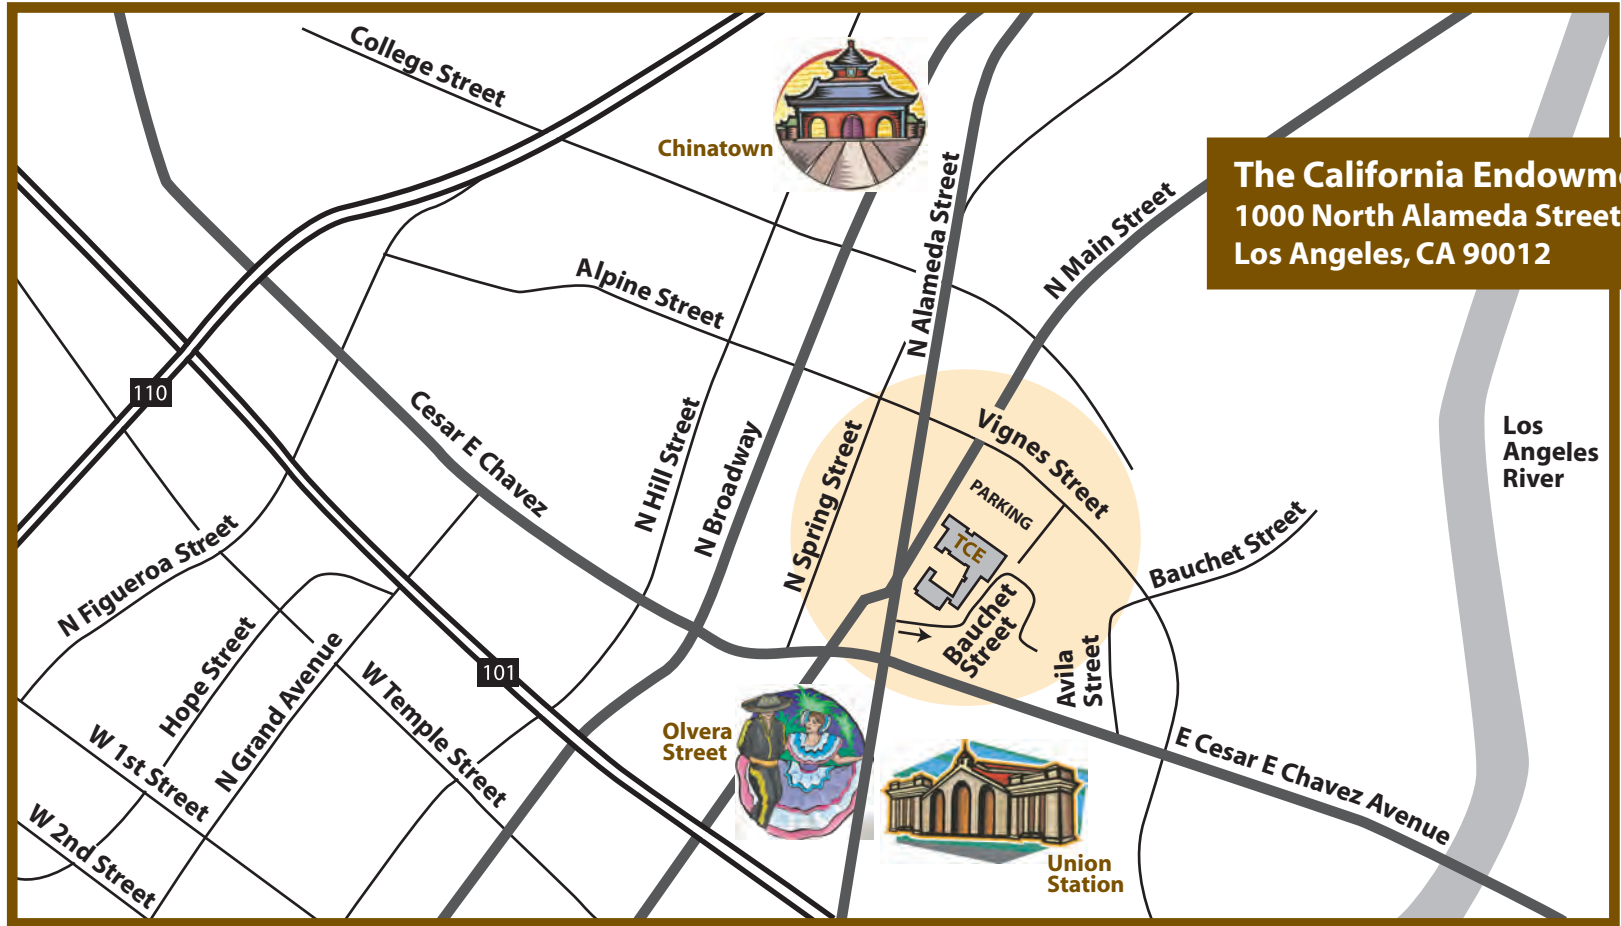 College Street
Chinatown
The California Endowm
1000 North Alameda Street
Los Angeles, CA 90012
N Alameda Street
N Main Street
Alpine Street
110
Cesar E Chavez
N Hill Street
N Broadway
N Spring Street
Vignes Street
PARKING
TCE
Los
Angeles
River
Bauchet Street
N Figueroa Street
Bauchet
Street
Avila
Street
Hope Street
N Grand Avenue
101
W Temple Street
Olvera
Street
W 1st Street
W 2nd Street
E Cesar E Chavez Avenue
Union
Station